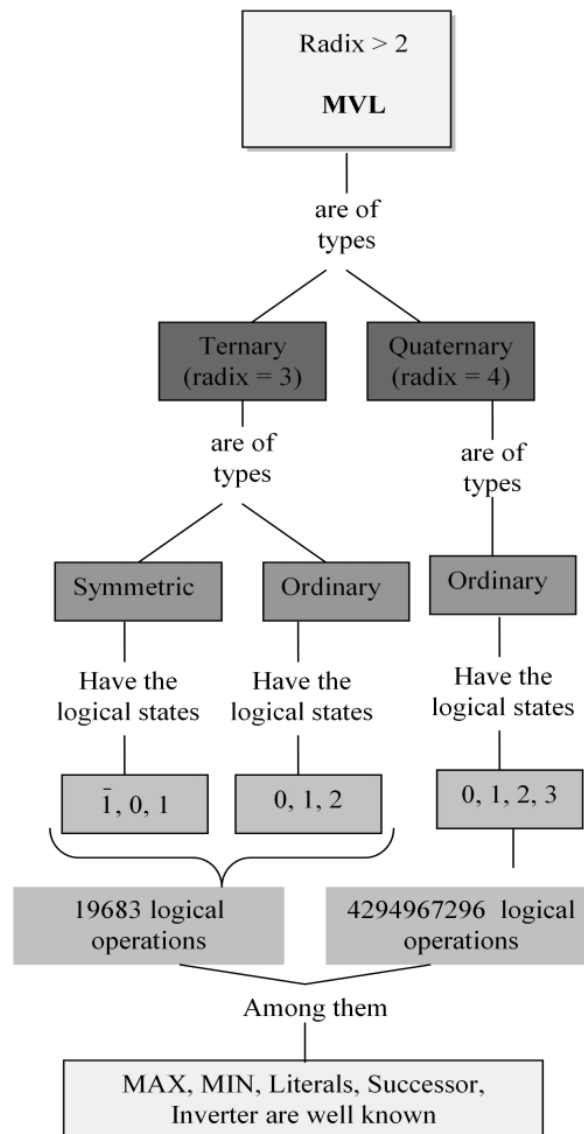 Radix > 2
MVL
are of
types
Ternary
(radix = 3)
Quaternary
(radix = 4)
are of
types
are of
types
Symmetric
Ordinary
Ordinary
Have the
logical states
Have the
logical states
Have the
logical states
1̄, 0, 1
0, 1, 2
0, 1, 2, 3
19683 logical
operations
4294967296 logical
operations
Among them
MAX, MIN, Literals, Successor,
Inverter are well known